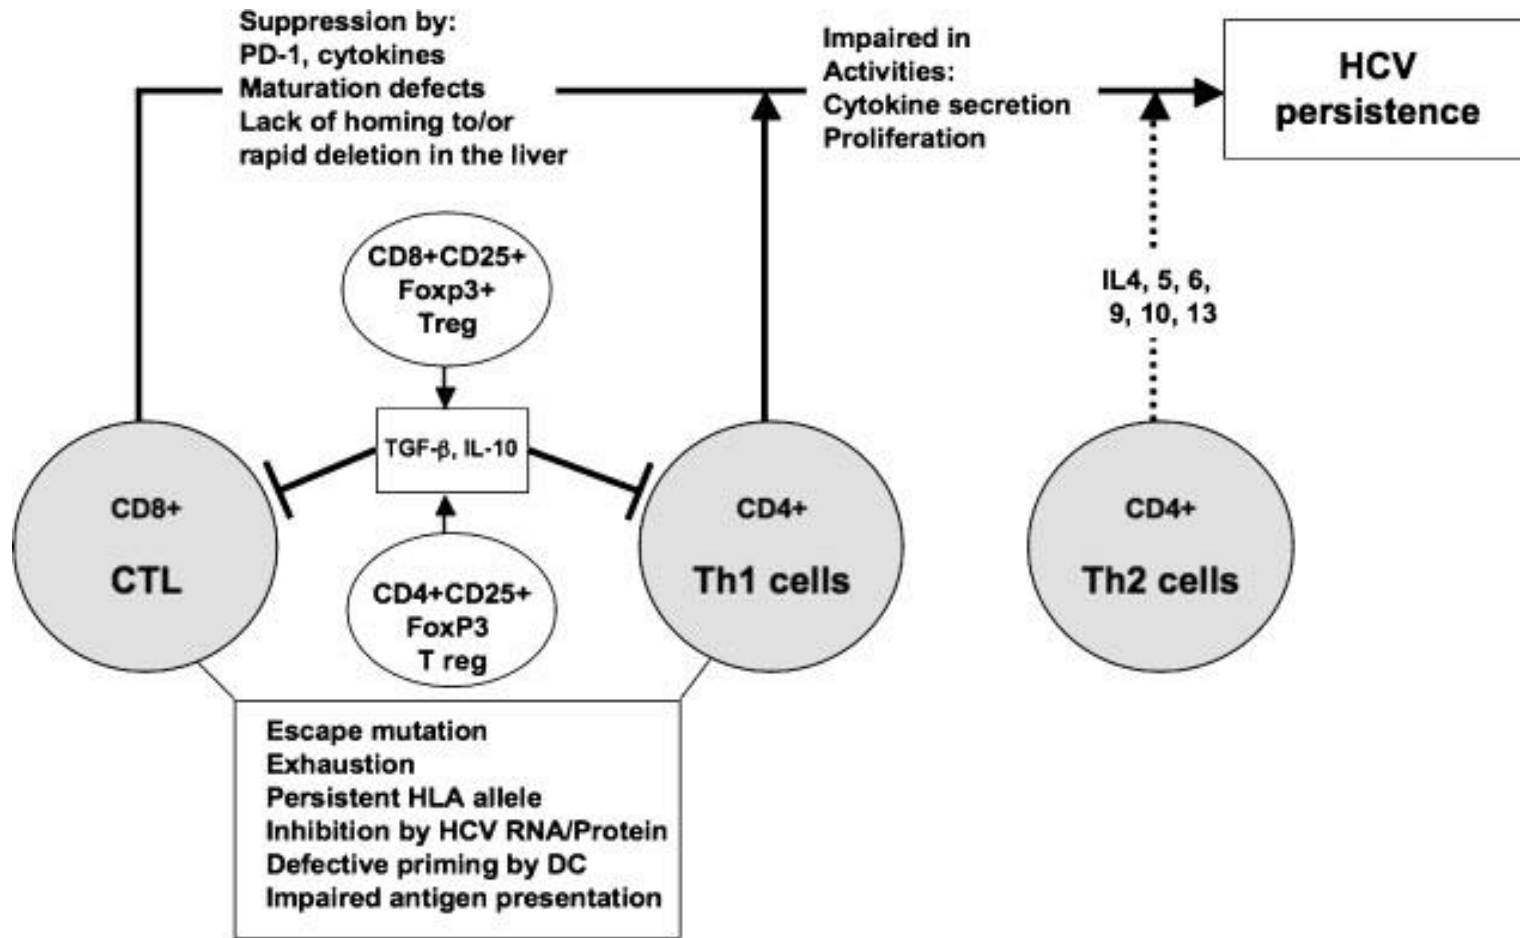 Suppression by:
PD-1, cytokines
Maturation defects
Lack of homing to/or
rapid deletion in the liver
Impaired in
Activities:
Cytokine secretion
Proliferation
HCV
persistence
CD8+CD25+
Foxp3+
Treg
IL4, 5, 6,
9, 10, 13
TGF-β, IL-10
CD8+
CTL
CD4+CD25+
FoxP3
T reg
CD4+
Th1 cells
CD4+
Th2 cells
Escape mutation
Exhaustion
Persistent HLA allele
Inhibition by HCV RNA/Protein
Defective priming by DC
Impaired antigen presentation